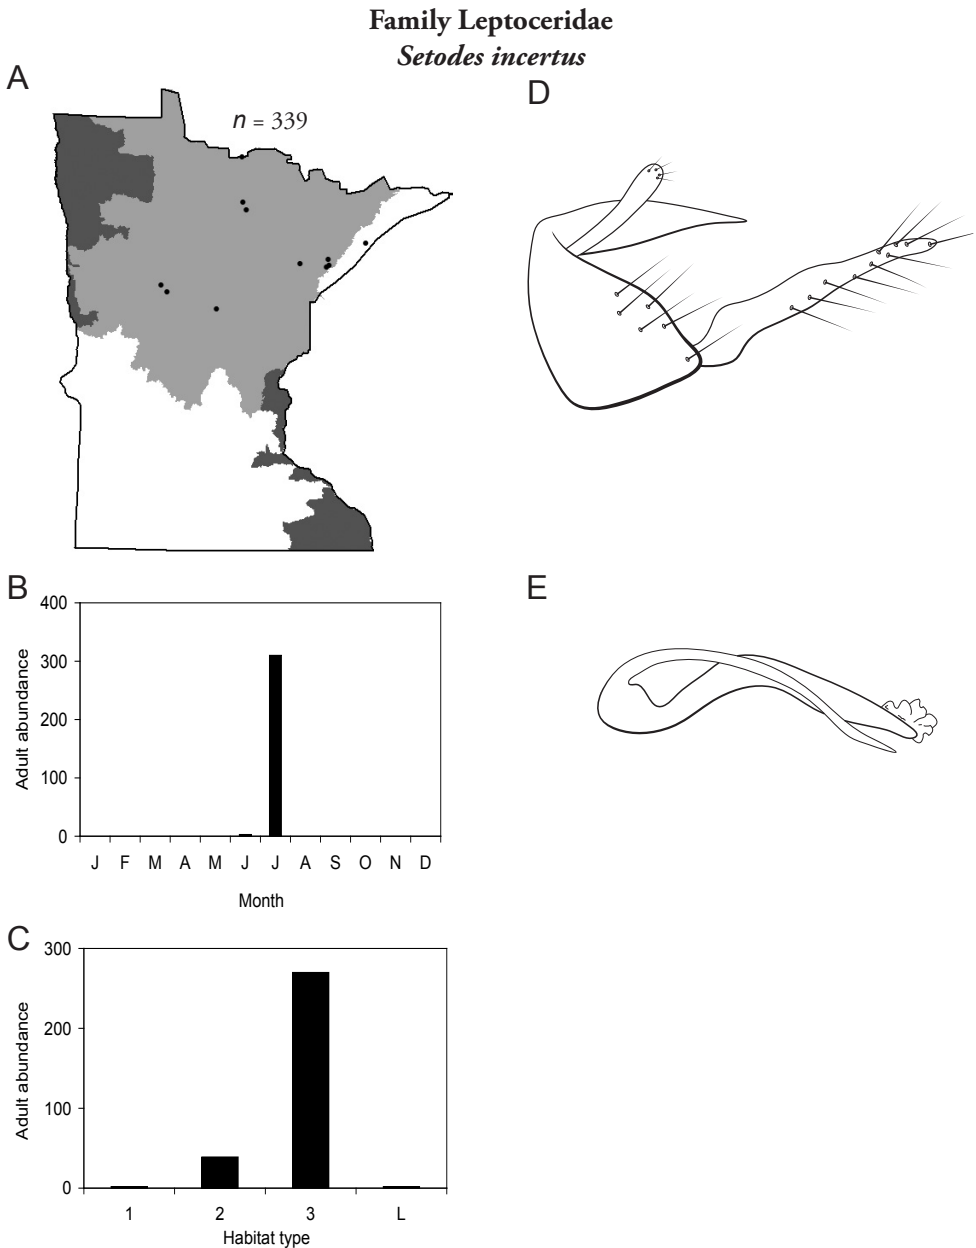 Family Leptoceridae
Setodes incertus
A
n = 339
D
B
400
300
200
100
0
Adult abundance
J F M A M J J A S O N D
Month
E
C
300
200
100
0
Adult abundance
1 2 3 L
Habitat type